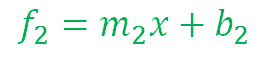 f₂ = m₂x + b₂